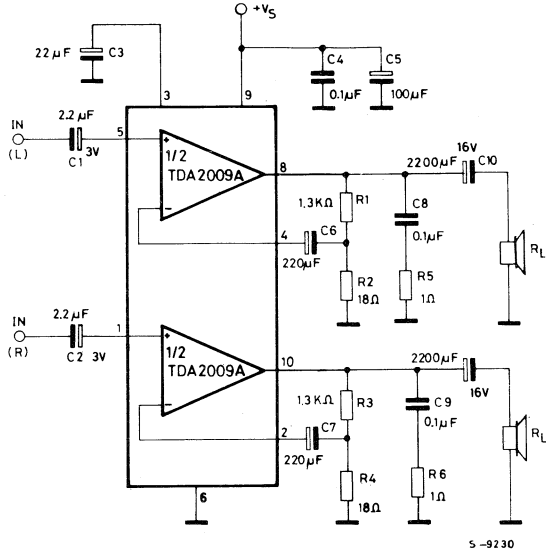 +VS
22µF
C3
C4
C5
0.1µF
100µF
3
9
2.2µF
IN
(L)
C1
3V
5
+
1/2
TDA2009A
-
8
4
C6
220µF
1.3KΩ
R1
R2
18Ω
C8
0.1µF
R5
1Ω
16V
2200µF
C10
RL
2.2µF
IN
(R)
C2
3V
1
+
1/2
TDA2009A
-
10
2
C7
220µF
1.3KΩ
R3
R4
18Ω
C9
0.1µF
R6
1Ω
2200µF
16V
RL
6
S-9230